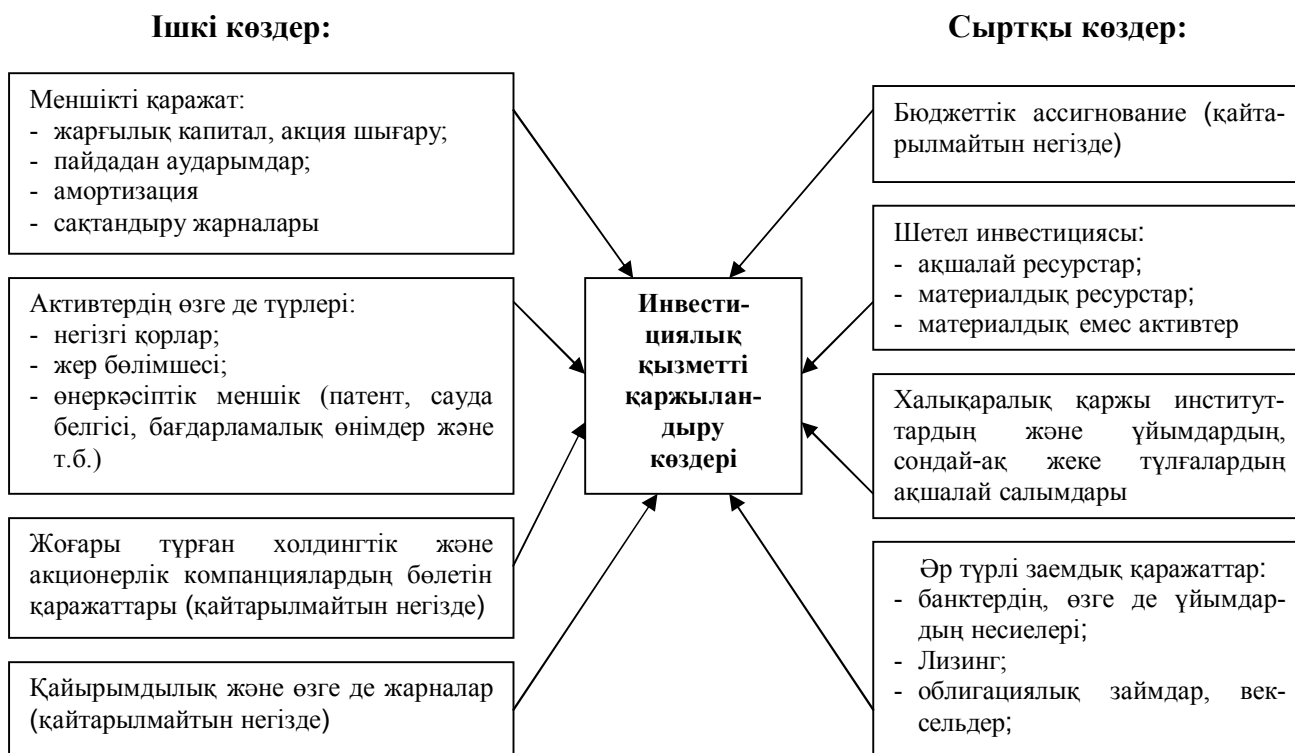 Ішкі көздер:
Меншікті қаражат:
- жарғылық капитал, акция шығару;
- пайдадан аударымдар;
- амортизация
- сақтандыру жарналары
Активтердің өзге де түрлері:
- негізгі қорлар;
- жер бөлімшесі;
- өнеркәсіптік меншік (патент, сауда
белгісі, бағдарламалық өнімдер және
т.б.)
Жоғары тұрған холдингтік және
акционерлік компанциялардың бөлетін
қаражаттары (қайтарылмайтын негізде)
Қайырымдылық және өзге де жарналар
(қайтарылмайтын негізде)
Инвести-
циялық
қызметті
қаржылан-
дыру
көздері
Сыртқы көздер:
Бюджеттік ассигнование (қайта-
рылмайтын негізде)
Шетел инвестициясы:
- ақшалай ресурстар;
- материалдық ресурстар;
- материалдық емес активтер
Халықаралық қаржы институт-
тардың және ұйымдардың,
сондай-ақ жеке тұлғалардың
ақшалай салымдары
Әр түрлі заемдық қаражаттар:
- банктердің, өзге де ұйымдар-
дың несиелері;
- Лизинг;
- облигациялық займдар, век-
сельдер;